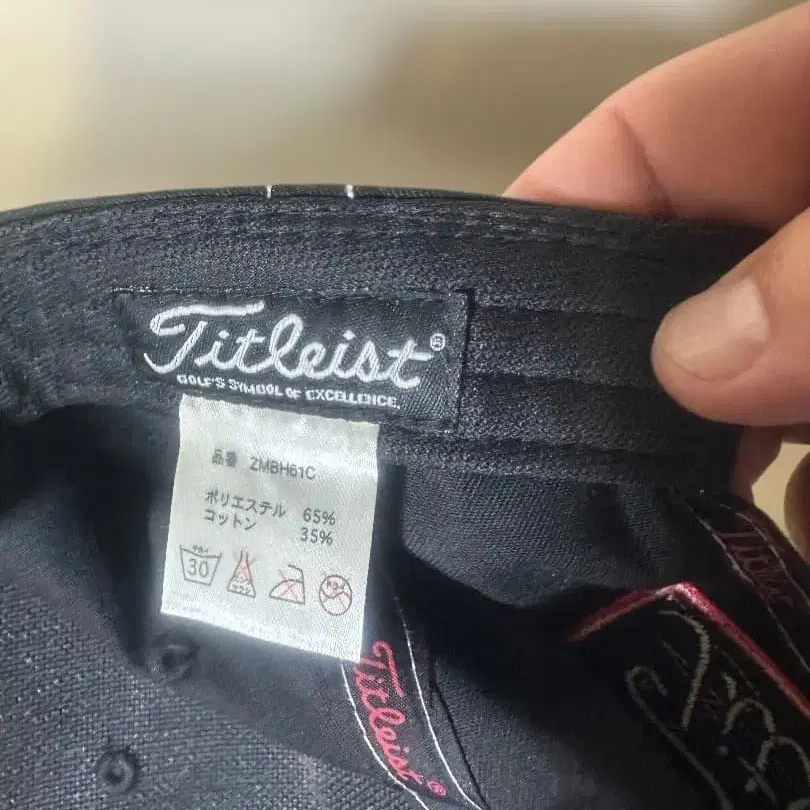 Titleist®
GOLF'S SYMBOL OF EXCELLENCE.
品番 ZMBH61C
ポリエステル 65%
コットン 35%
30
Titleist®